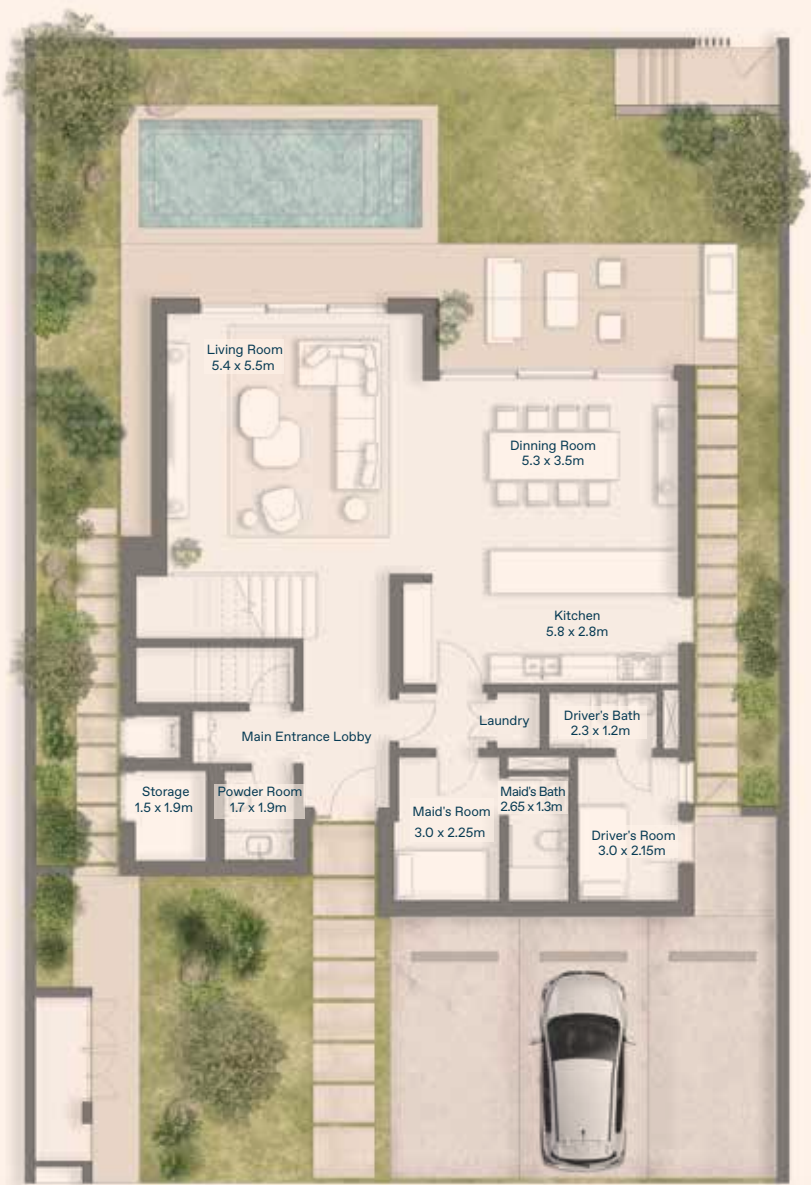 Living Room
5.4 x 5.5m
Dinning Room
5.3 x 3.5m
Kitchen
5.8 x 2.8m
Laundry
Driver's Bath
2.3 x 1.2m
Main Entrance Lobby
Storage
1.5 x 1.9m
Powder Room
1.7 x 1.9m
Maid's Room
3.0 x 2.25m
Maid's Bath
2.65 x 1.3m
Driver's Room
3.0 x 2.15m